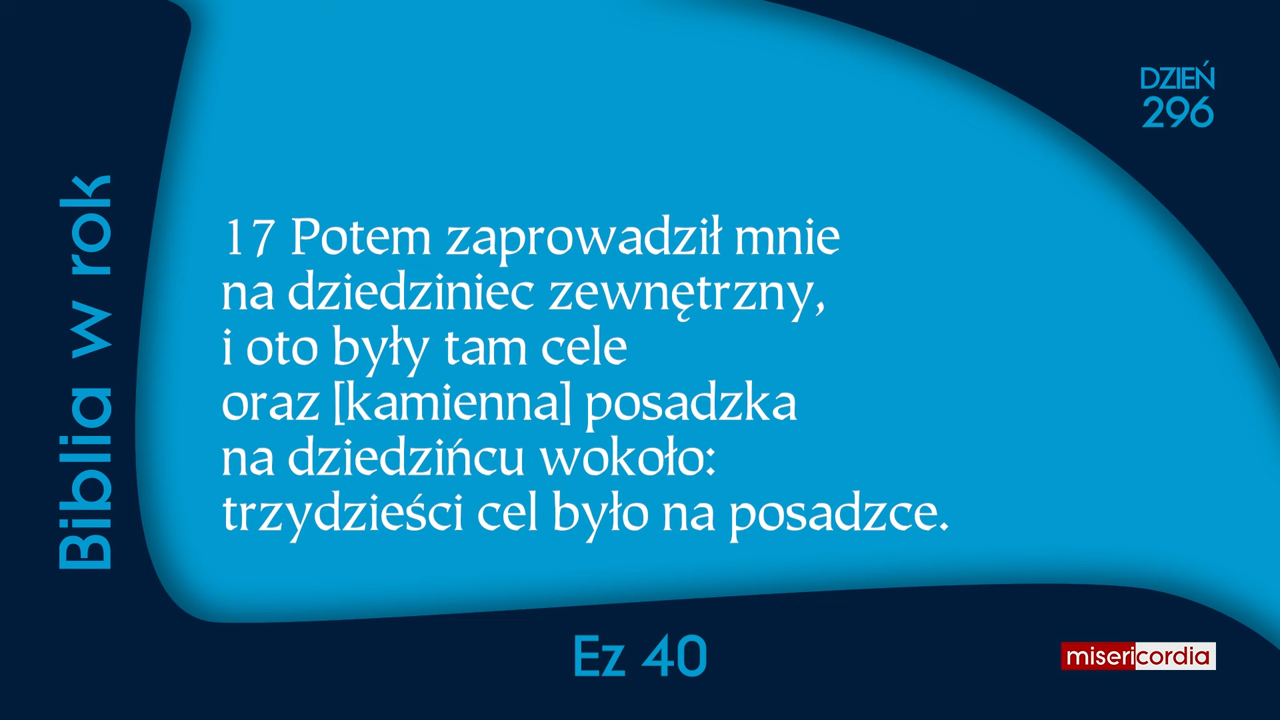 Biblia w rok
DZIEŃ
296
17 Potem zaprowadził mnie
na dziedziniec zewnętrzny,
i oto były tam cele
oraz [kamienna] posadzka
na dziedzińcu wokoło:
trzydzieści cel było na posadzce.
Ez 40
misericordia